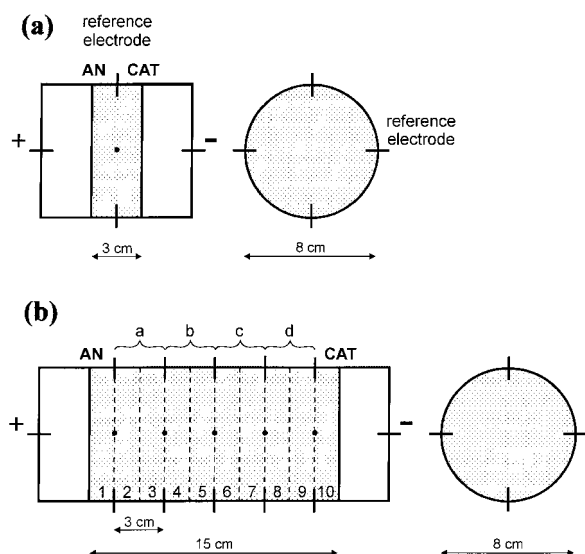 (a)
reference
electrode
AN CAT
+ −
reference
electrode
3 cm
8 cm
(b)
a b c d
AN CAT
+ −
1 2 3 4 5 6 7 8 9 10
3 cm
15 cm
8 cm